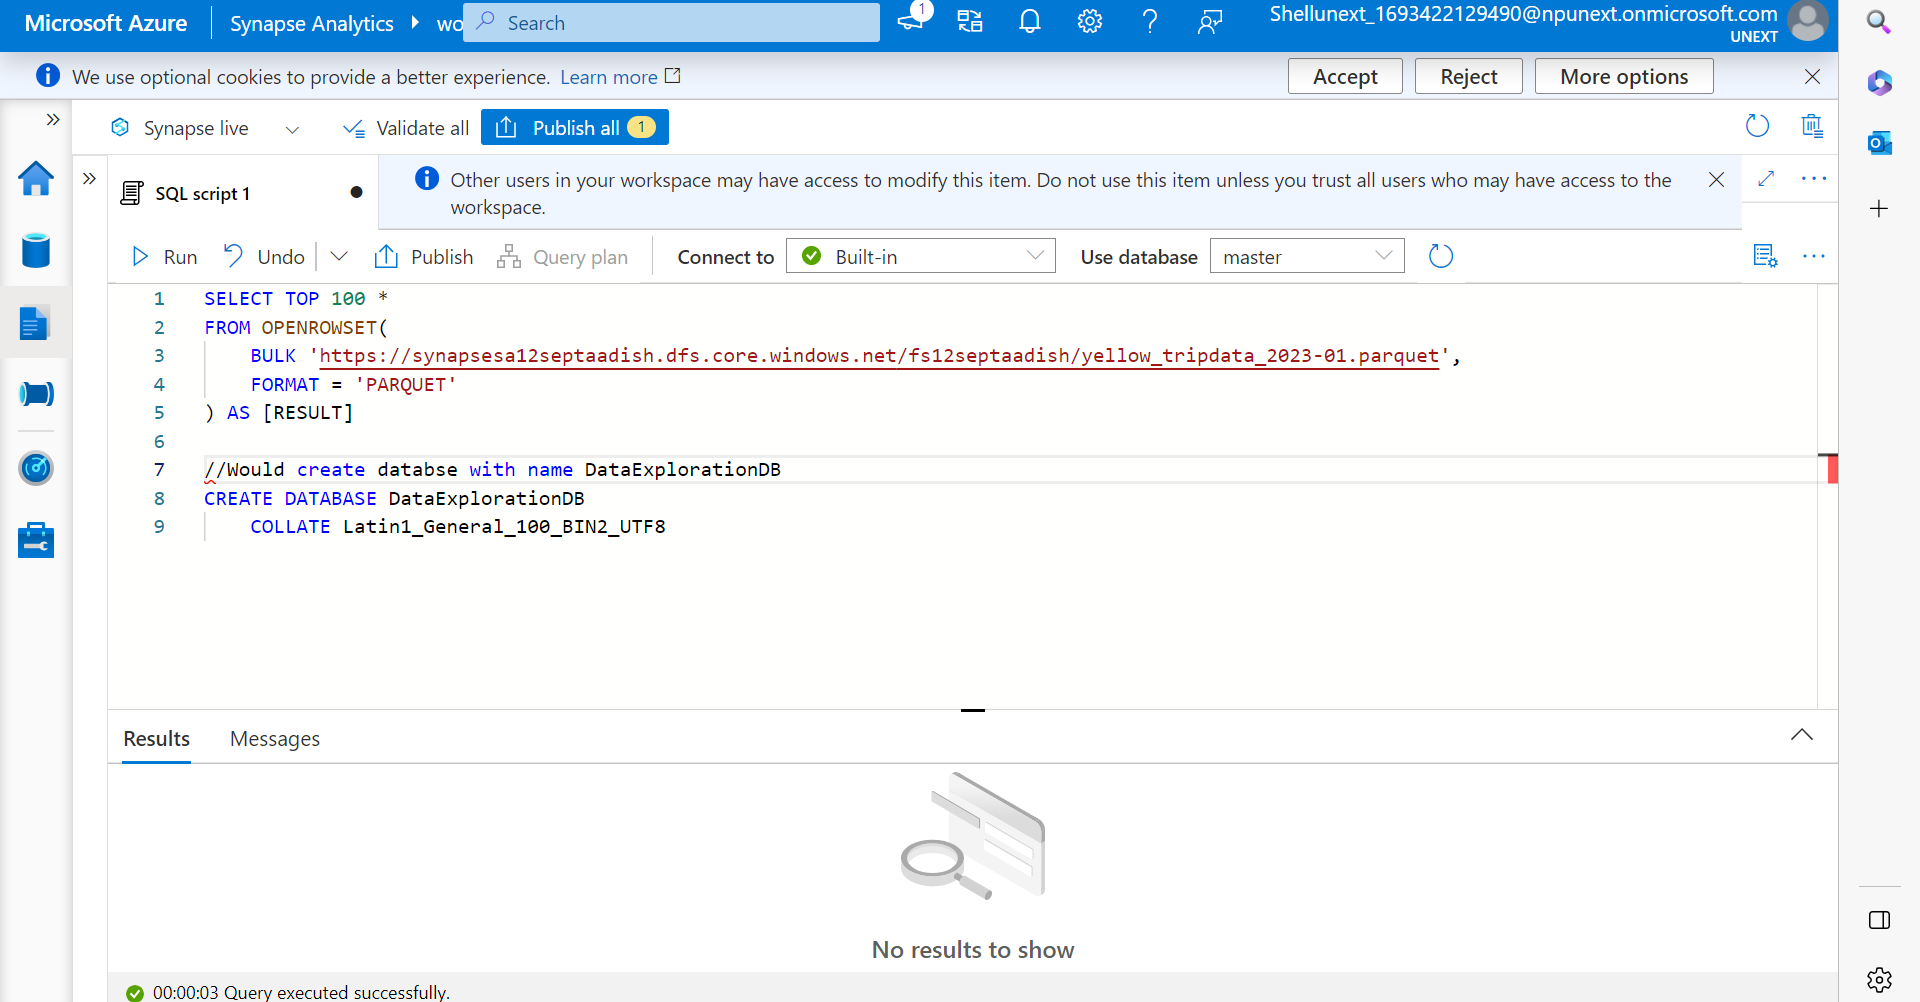 Microsoft Azure
Synapse Analytics
wo
Search
1
Shellunext_1693422129490@npunext.onmicrosoft.com
UNEXT
We use optional cookies to provide a better experience. Learn more
Accept
Reject
More options
Synapse live
Validate all
Publish all 1
SQL script 1
Other users in your workspace may have access to modify this item. Do not use this item unless you trust all users who may have access to the
workspace.
Run
Undo
Publish
Query plan
Connect to
Built-in
Use database
master
1 SELECT TOP 100 *
2 FROM OPENROWSET(
3 BULK 'https://synapsesa12septaadish.dfs.core.windows.net/fs12septaadish/yellow_tripdata_2023-01.parquet',
4 FORMAT = 'PARQUET'
5 ) AS [RESULT]
6
7 //Would create databse with name DataExplorationDB
8 CREATE DATABASE DataExplorationDB
9 COLLATE Latin1_General_100_BIN2_UTF8
Results
Messages
No results to show
00:00:03 Query executed successfully.